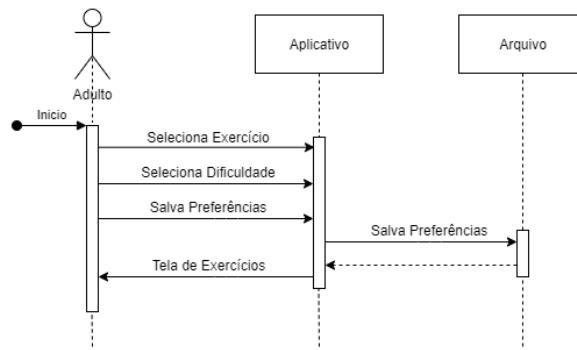 Aplicativo
Arquivo
Adulto
Inicio
Seleciona Exercício
Seleciona Dificuldade
Salva Preferências
Salva Preferências
Tela de Exercícios